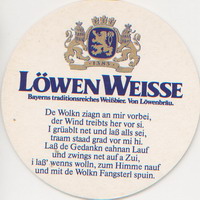 1383
LÖWEN WEISSE
Bayerns traditionsreiches Weißbier. Von Löwenbräu.
De Wolkn ziagn an mir vorbei,
der Wind treibts her vor si.
I grüablt net und laß alls sei,
traam staad grad vor mi hi.
Laß de Gedankn eahnan Lauf
und zwings net auf a Zui,
i laß' wenns wolln, zum Himme nauf
und mit de Wolkn Fangsterl spuin.